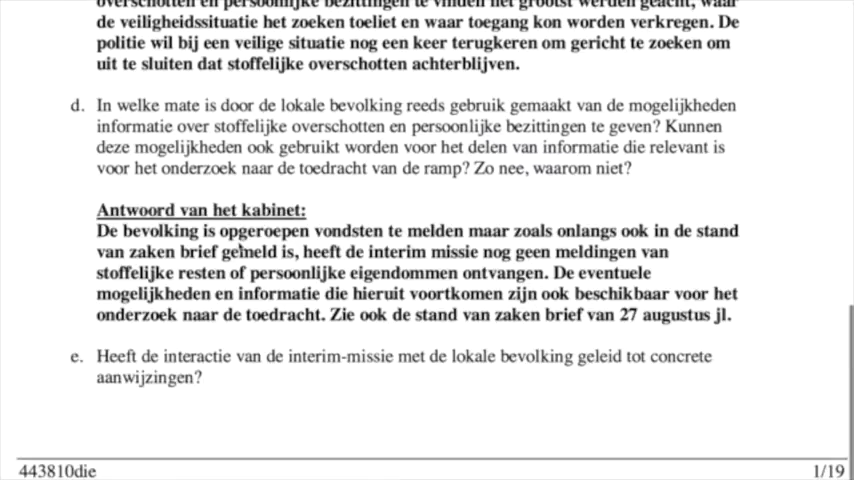 overschotten en persoonlijke bezittingen te vinden het grootst werden geacht, waar
de veiligheidssituatie het zoeken toeliet en waar toegang kon worden verkregen. De
politie wil bij een veilige situatie nog een keer terugkeren om gericht te zoeken om
uit te sluiten dat stoffelijke overschotten achterblijven.
d. In welke mate is door de lokale bevolking reeds gebruik gemaakt van de mogelijkheden
informatie over stoffelijke overschotten en persoonlijke bezittingen te geven? Kunnen
deze mogelijkheden ook gebruikt worden voor het delen van informatie die relevant is
voor het onderzoek naar de toedracht van de ramp? Zo nee, waarom niet?
Antwoord van het kabinet:
De bevolking is opgeroepen vondsten te melden maar zoals onlangs ook in de stand
van zaken brief gemeld is, heeft de interim missie nog geen meldingen van
stoffelijke resten of persoonlijke eigendommen ontvangen. De eventuele
mogelijkheden en informatie die hieruit voortkomen zijn ook beschikbaar voor het
onderzoek naar de toedracht. Zie ook de stand van zaken brief van 27 augustus jl.
e. Heeft de interactie van de interim-missie met de lokale bevolking geleid tot concrete
aanwijzingen?
443810die
1/19